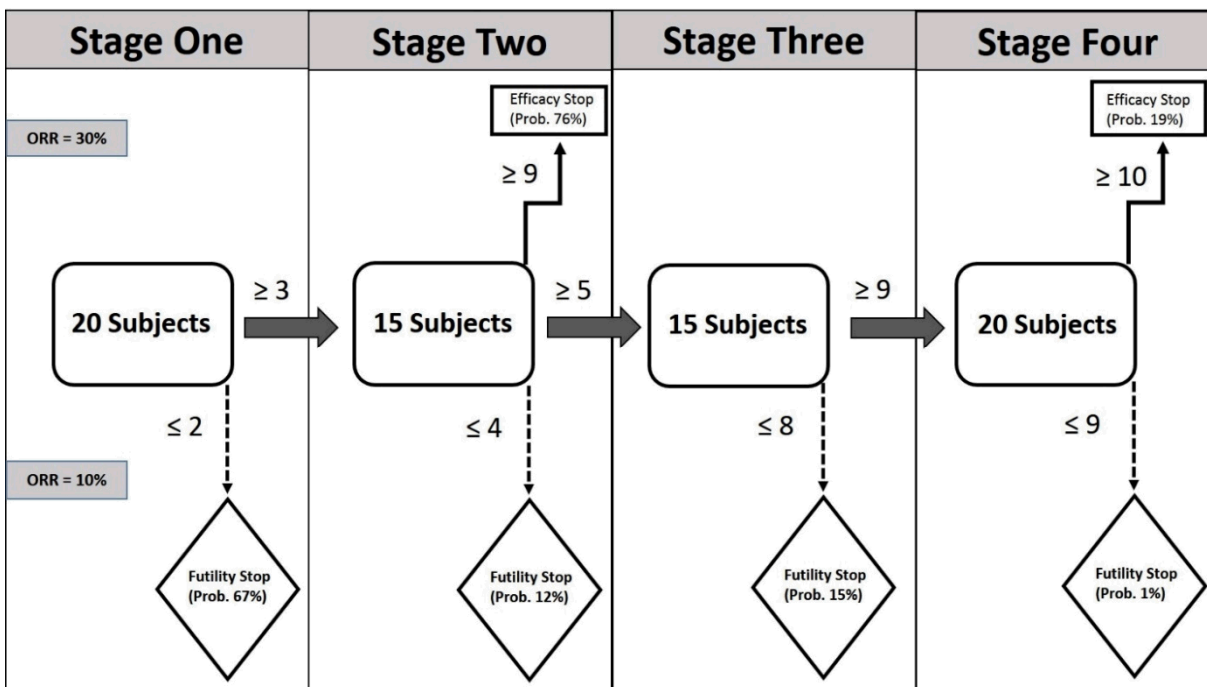 Stage One
Stage Two
Stage Three
Stage Four
ORR = 30%
Efficacy Stop
(Prob. 76%)
Efficacy Stop
(Prob. 19%)
≥ 9
≥ 10
20 Subjects
≥ 3
15 Subjects
≥ 5
15 Subjects
≥ 9
20 Subjects
≤ 2
≤ 4
≤ 8
≤ 9
ORR = 10%
Futility Stop
(Prob. 67%)
Futility Stop
(Prob. 12%)
Futility Stop
(Prob. 15%)
Futility Stop
(Prob. 1%)